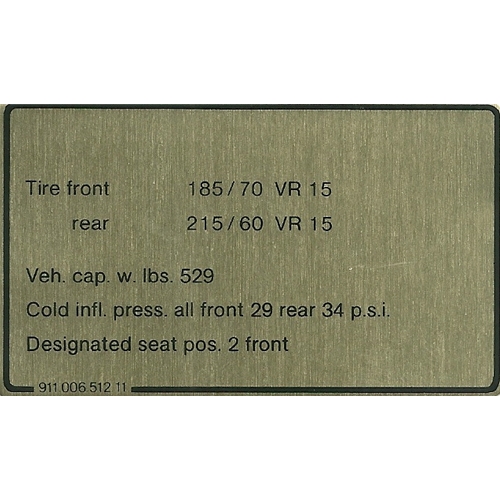 Tire front 185/70 VR 15
rear 215/60 VR 15
Veh. cap. w. lbs. 529
Cold infl. press. all front 29 rear 34 p.s.i.
Designated seat pos. 2 front
911 006 512 11